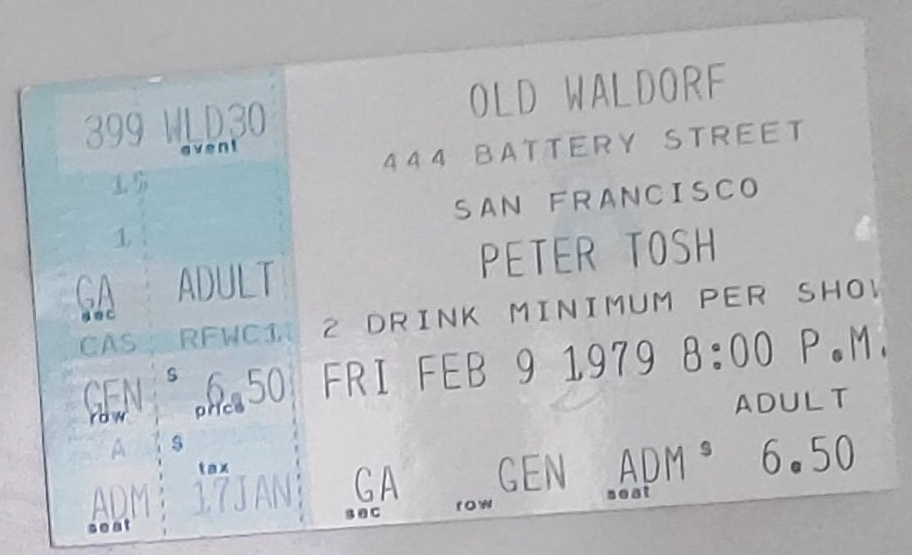 399 WLD30
event
15
1
GA ADULT
sec
CAS RFWC1
GEN $ 6.50
row price
A $
tax
ADM 17JAN
seat
OLD WALDORF
444 BATTERY STREET
SAN FRANCISCO
PETER TOSH
2 DRINK MINIMUM PER SHOW
FRI FEB 9 1979 8:00 P.M.
ADULT
GA GEN ADM $ 6.50
sec row seat